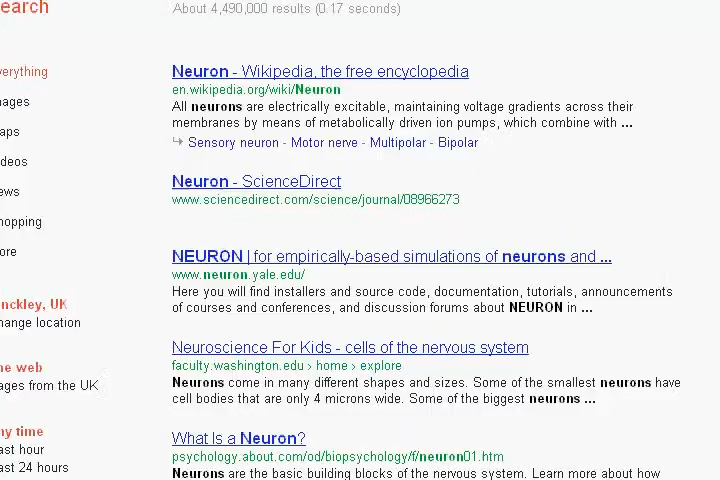 earch
About 4,490,000 results (0.17 seconds)
verything
Neuron - Wikipedia, the free encyclopedia
en.wikipedia.org/wiki/Neuron
ages
All neurons are electrically excitable, maintaining voltage gradients across their
membranes by means of metabolically driven ion pumps, which combine with ...
aps
Sensory neuron - Motor nerve - Multipolar - Bipolar
deos
Neuron - ScienceDirect
ews
www.sciencedirect.com/science/journal/08966273
hopping
ore
NEURON | for empirically-based simulations of neurons and ...
www.neuron.yale.edu/
Here you will find installers and source code, documentation, tutorials, announcements
of courses and conferences, and discussion forums about NEURON in ...
nckley, UK
hange location
Neuroscience For Kids - cells of the nervous system
faculty.washington.edu › home › explore
he web
ages from the UK
Neurons come in many different shapes and sizes. Some of the smallest neurons have
cell bodies that are only 4 microns wide. Some of the biggest neurons ...
ny time
What Is a Neuron?
ast hour
psychology.about.com/od/biopsychology/f/neuron01.htm
ast 24 hours
Neurons are the basic building blocks of the nervous system. Learn more about how